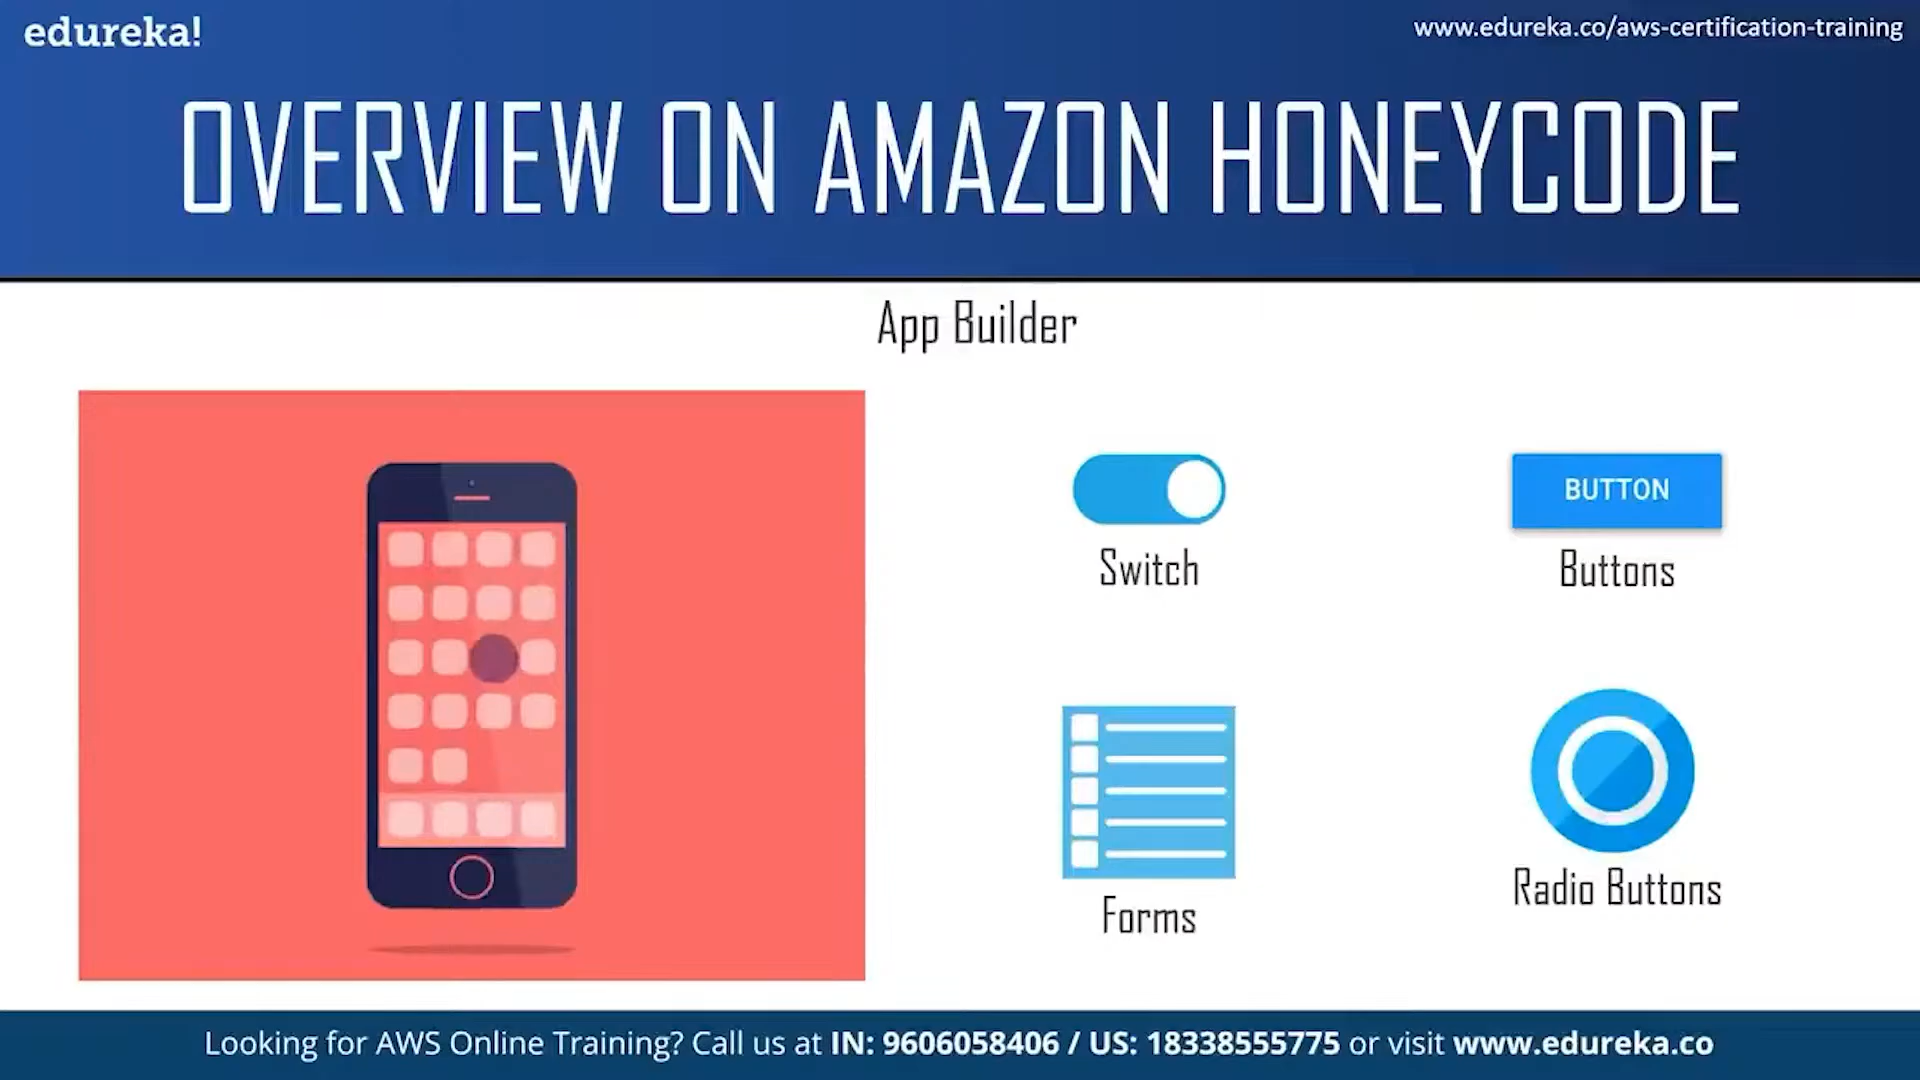 edureka!
www.edureka.co/aws-certification-training
OVERVIEW ON AMAZON HONEYCODE
App Builder
Switch
BUTTON
Buttons
Forms
Radio Buttons
Looking for AWS Online Training? Call us at IN: 9606058406 / US: 18338555775 or visit www.edureka.co